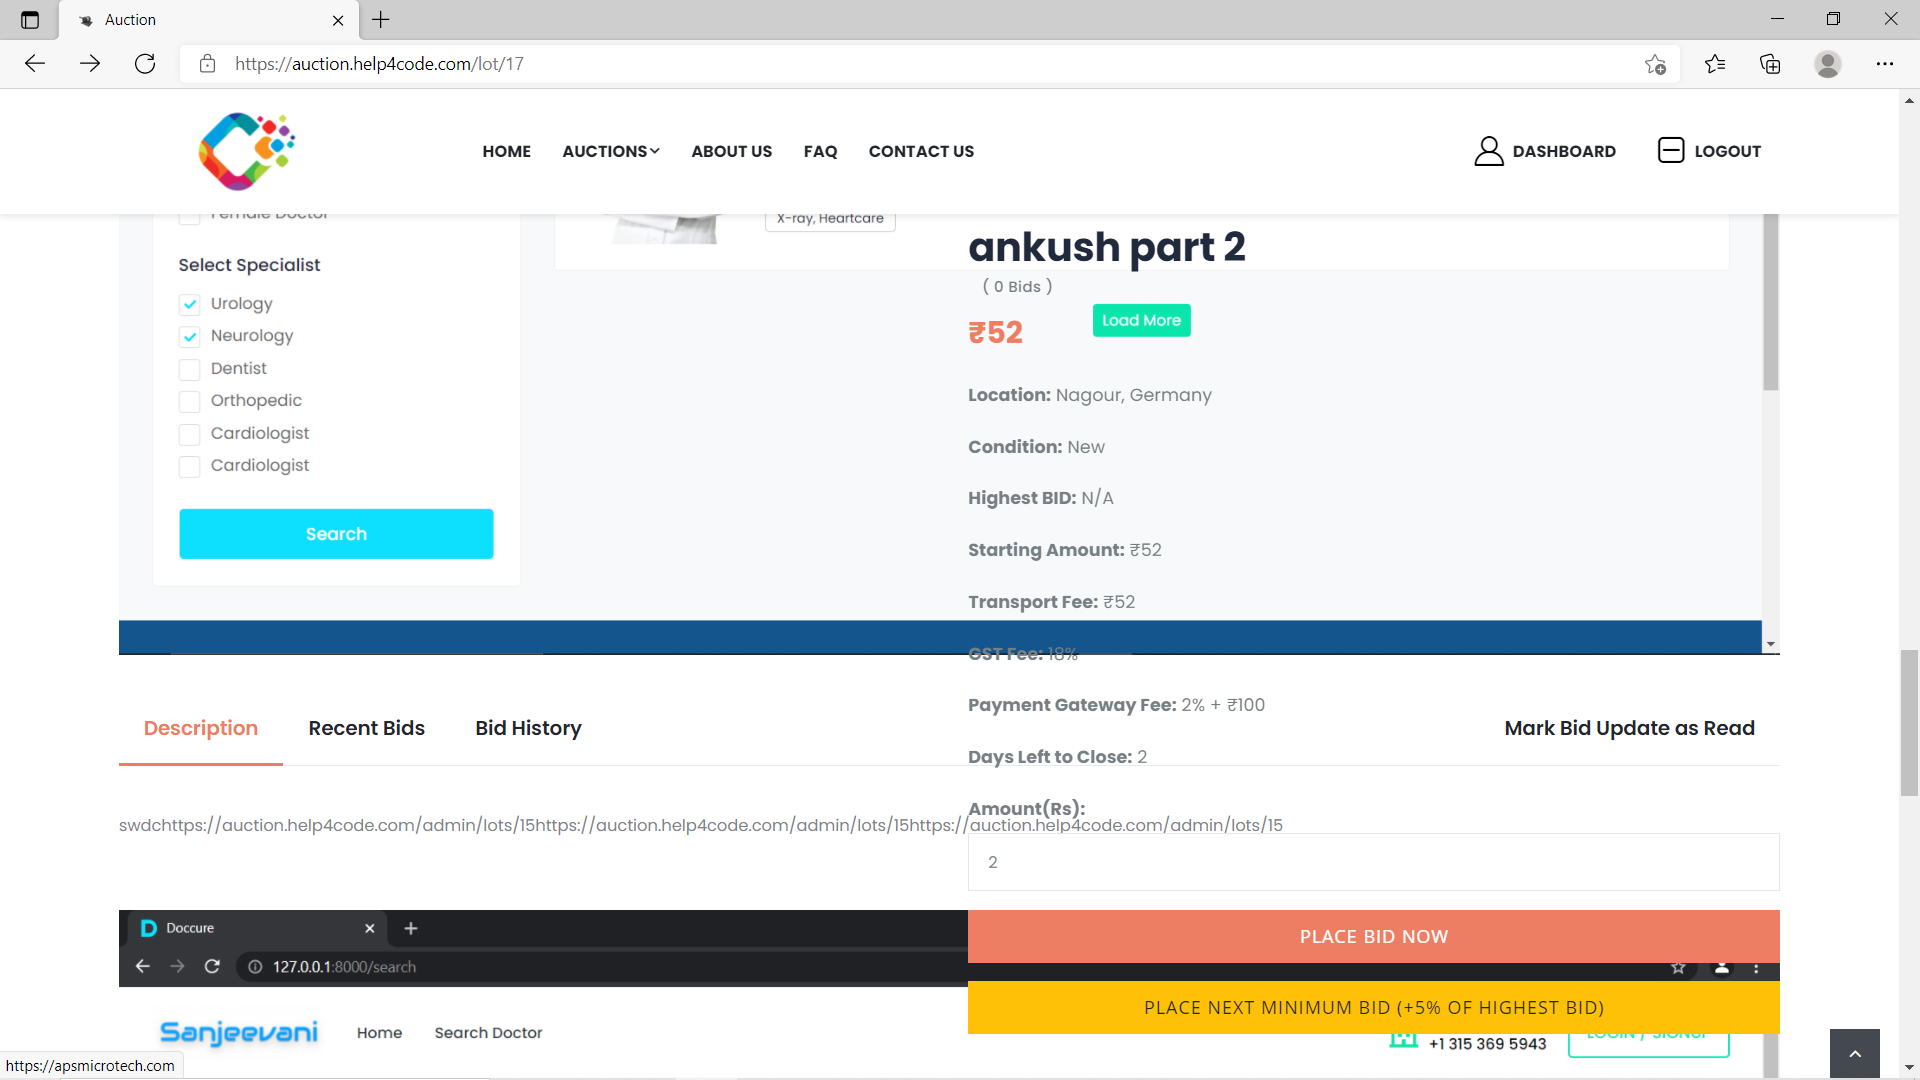 Auction
https://auction.help4code.com/lot/17
HOME
AUCTIONS
ABOUT US
FAQ
CONTACT US
DASHBOARD
LOGOUT
Female Doctor
X-ray, Heartcare
Select Specialist
Urology
Neurology
Dentist
Orthopedic
Cardiologist
Cardiologist
Search
ankush part 2
( 0 Bids )
₹52
Load More
Location: Nagour, Germany
Condition: New
Highest BID: N/A
Starting Amount: ₹52
Transport Fee: ₹52
GST Fee: 18%
Payment Gateway Fee: 2% + ₹100
Days Left to Close: 2
Amount(Rs):
2
Description
Recent Bids
Bid History
Mark Bid Update as Read
swdchttps://auction.help4code.com/admin/lots/15https://auction.help4code.com/admin/lots/15https://auction.help4code.com/admin/lots/15
PLACE BID NOW
PLACE NEXT MINIMUM BID (+5% OF HIGHEST BID)
Doccure
127.0.0.1:8000/search
Sanjeevani
Home
Search Doctor
+1 315 369 5943
LOGIN / SIGNUP
https://apsmicrotech.com